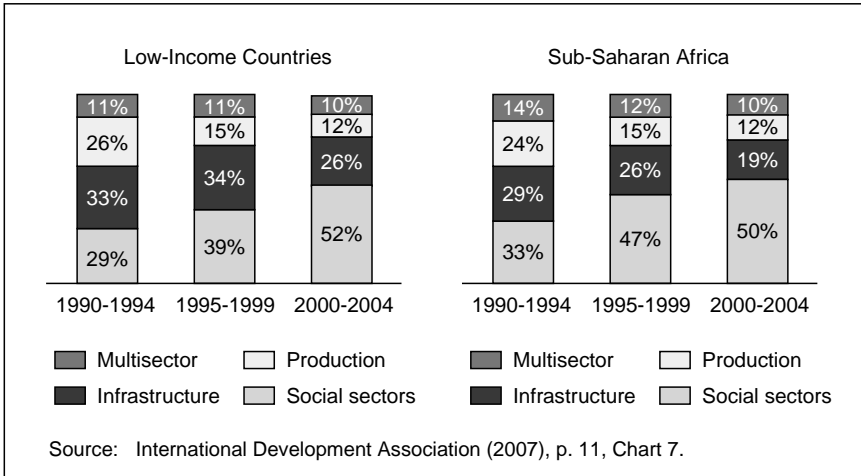 Low-Income Countries
Sub-Saharan Africa
11% 11% 10%
26% 15% 12%
33% 34% 26%
29% 39% 52%
1990-1994 1995-1999 2000-2004
14% 12% 10%
24% 15% 12%
29% 26% 19%
33% 47% 50%
1990-1994 1995-1999 2000-2004
Multisector Production
Infrastructure Social sectors
Multisector Production
Infrastructure Social sectors
Source: International Development Association (2007), p. 11, Chart 7.